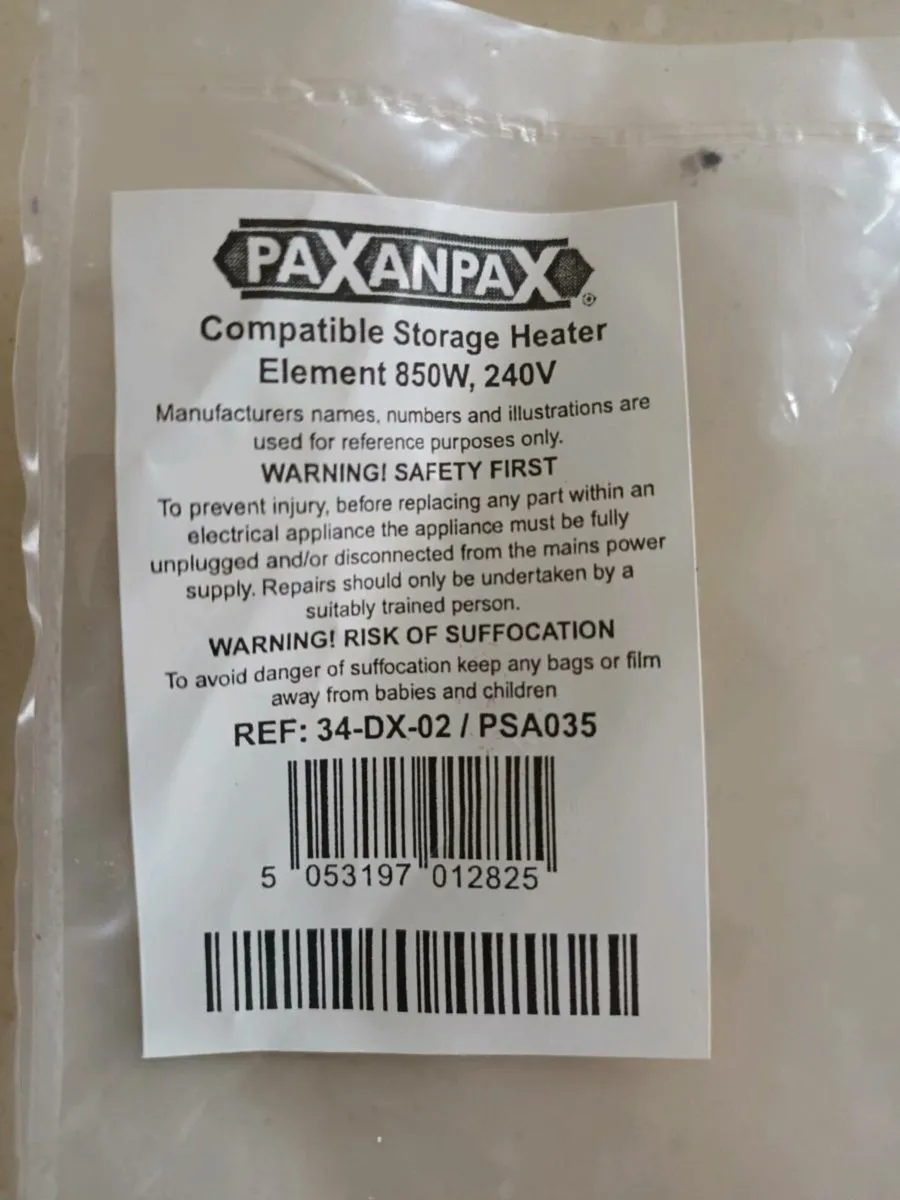 PAXANPAX
Compatible Storage Heater
Element 850W, 240V
Manufacturers names, numbers and illustrations are
used for reference purposes only.
WARNING! SAFETY FIRST
To prevent injury, before replacing any part within an
electrical appliance the appliance must be fully
unplugged and/or disconnected from the mains power
supply. Repairs should only be undertaken by a
suitably trained person.
WARNING! RISK OF SUFFOCATION
To avoid danger of suffocation keep any bags or film
away from babies and children
REF: 34-DX-02 / PSA035
5 053197 012825